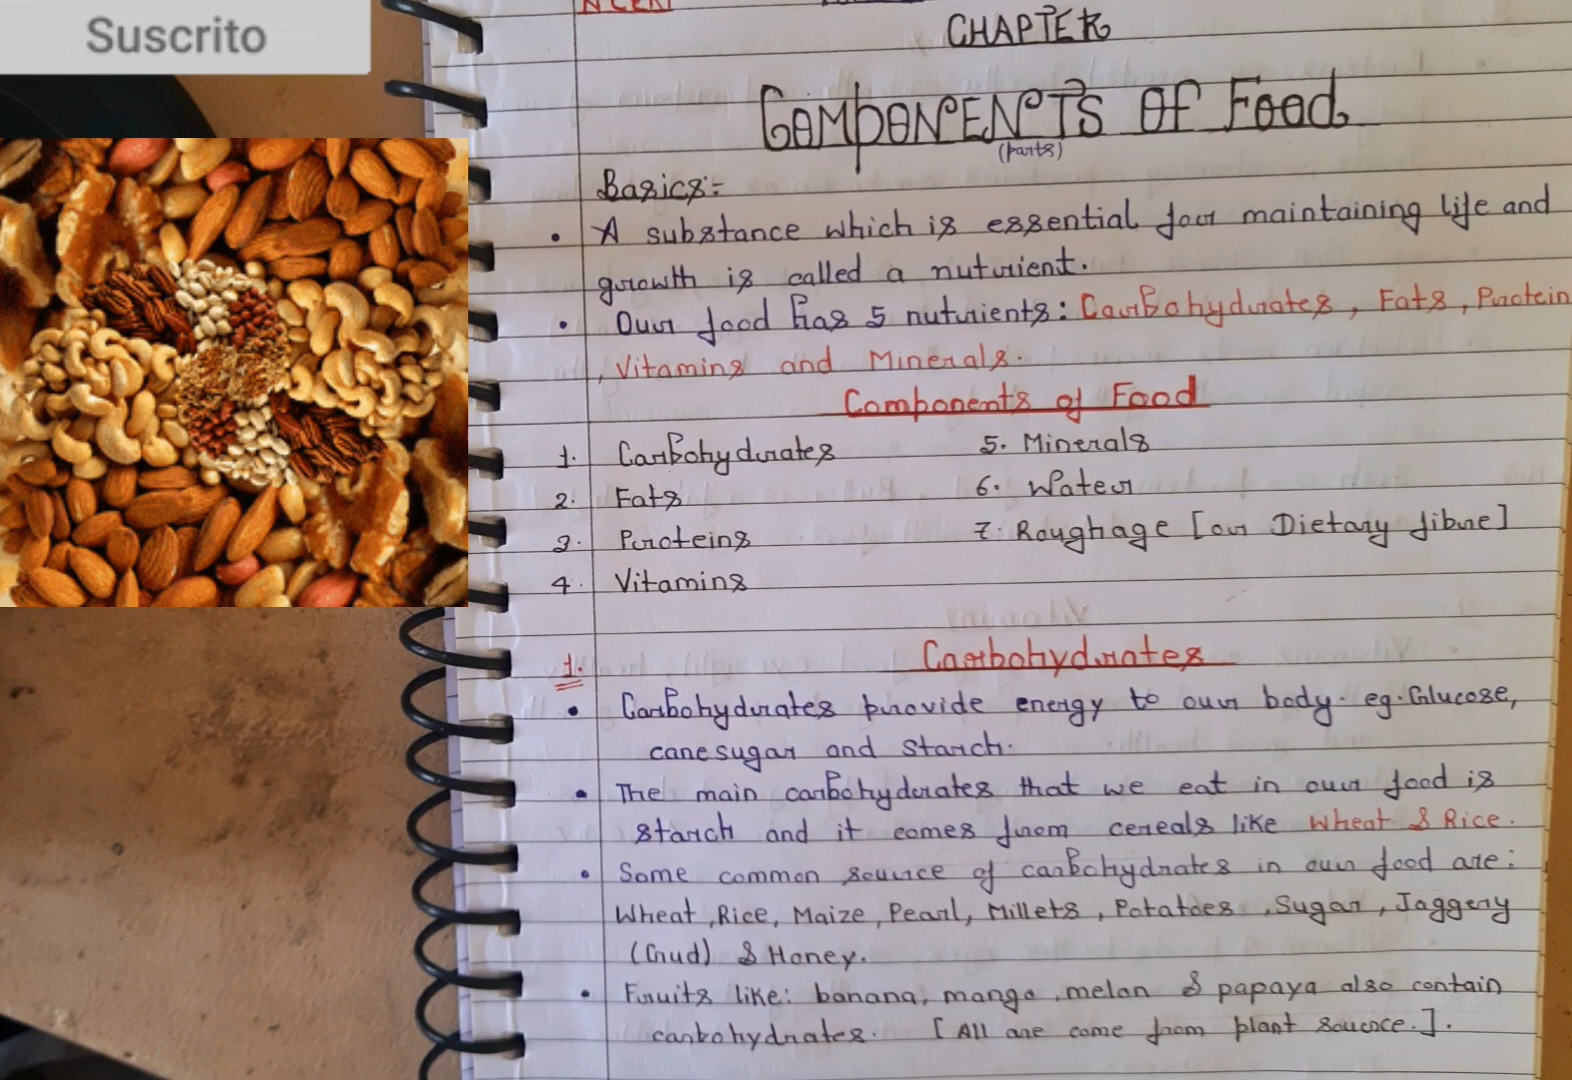 Suscrito
NCERT
CHAPTER
COMPONENTS OF Food
(parts)
Basics:-
• A substance which is essential for maintaining life and
growth is called a nutrient.
• Our food has 5 nutrients: Carbohydrates, Fats, Protein
, Vitamins and Minerals.
Components of Food
1. Carbohydrates
2. Fats
3. Proteins
4. Vitamins
5. Minerals
6. Water
7. Roughage [or Dietary fibre]
1. Carbohydrates
• Carbohydrates provide energy to our body. eg. Glucose,
canesugar and starch.
• The main carbohydrates that we eat in our food is
starch and it comes from cereals like Wheat & Rice.
• Some common source of carbohydrates in our food are:
Wheat, Rice, Maize, Pearl, Millets, Potatoes, Sugar, Jaggery
(Gud) & Honey.
• Fruits like: banana, mango, melon & papaya also contain
carbohydrates. [All are come from plant source.].